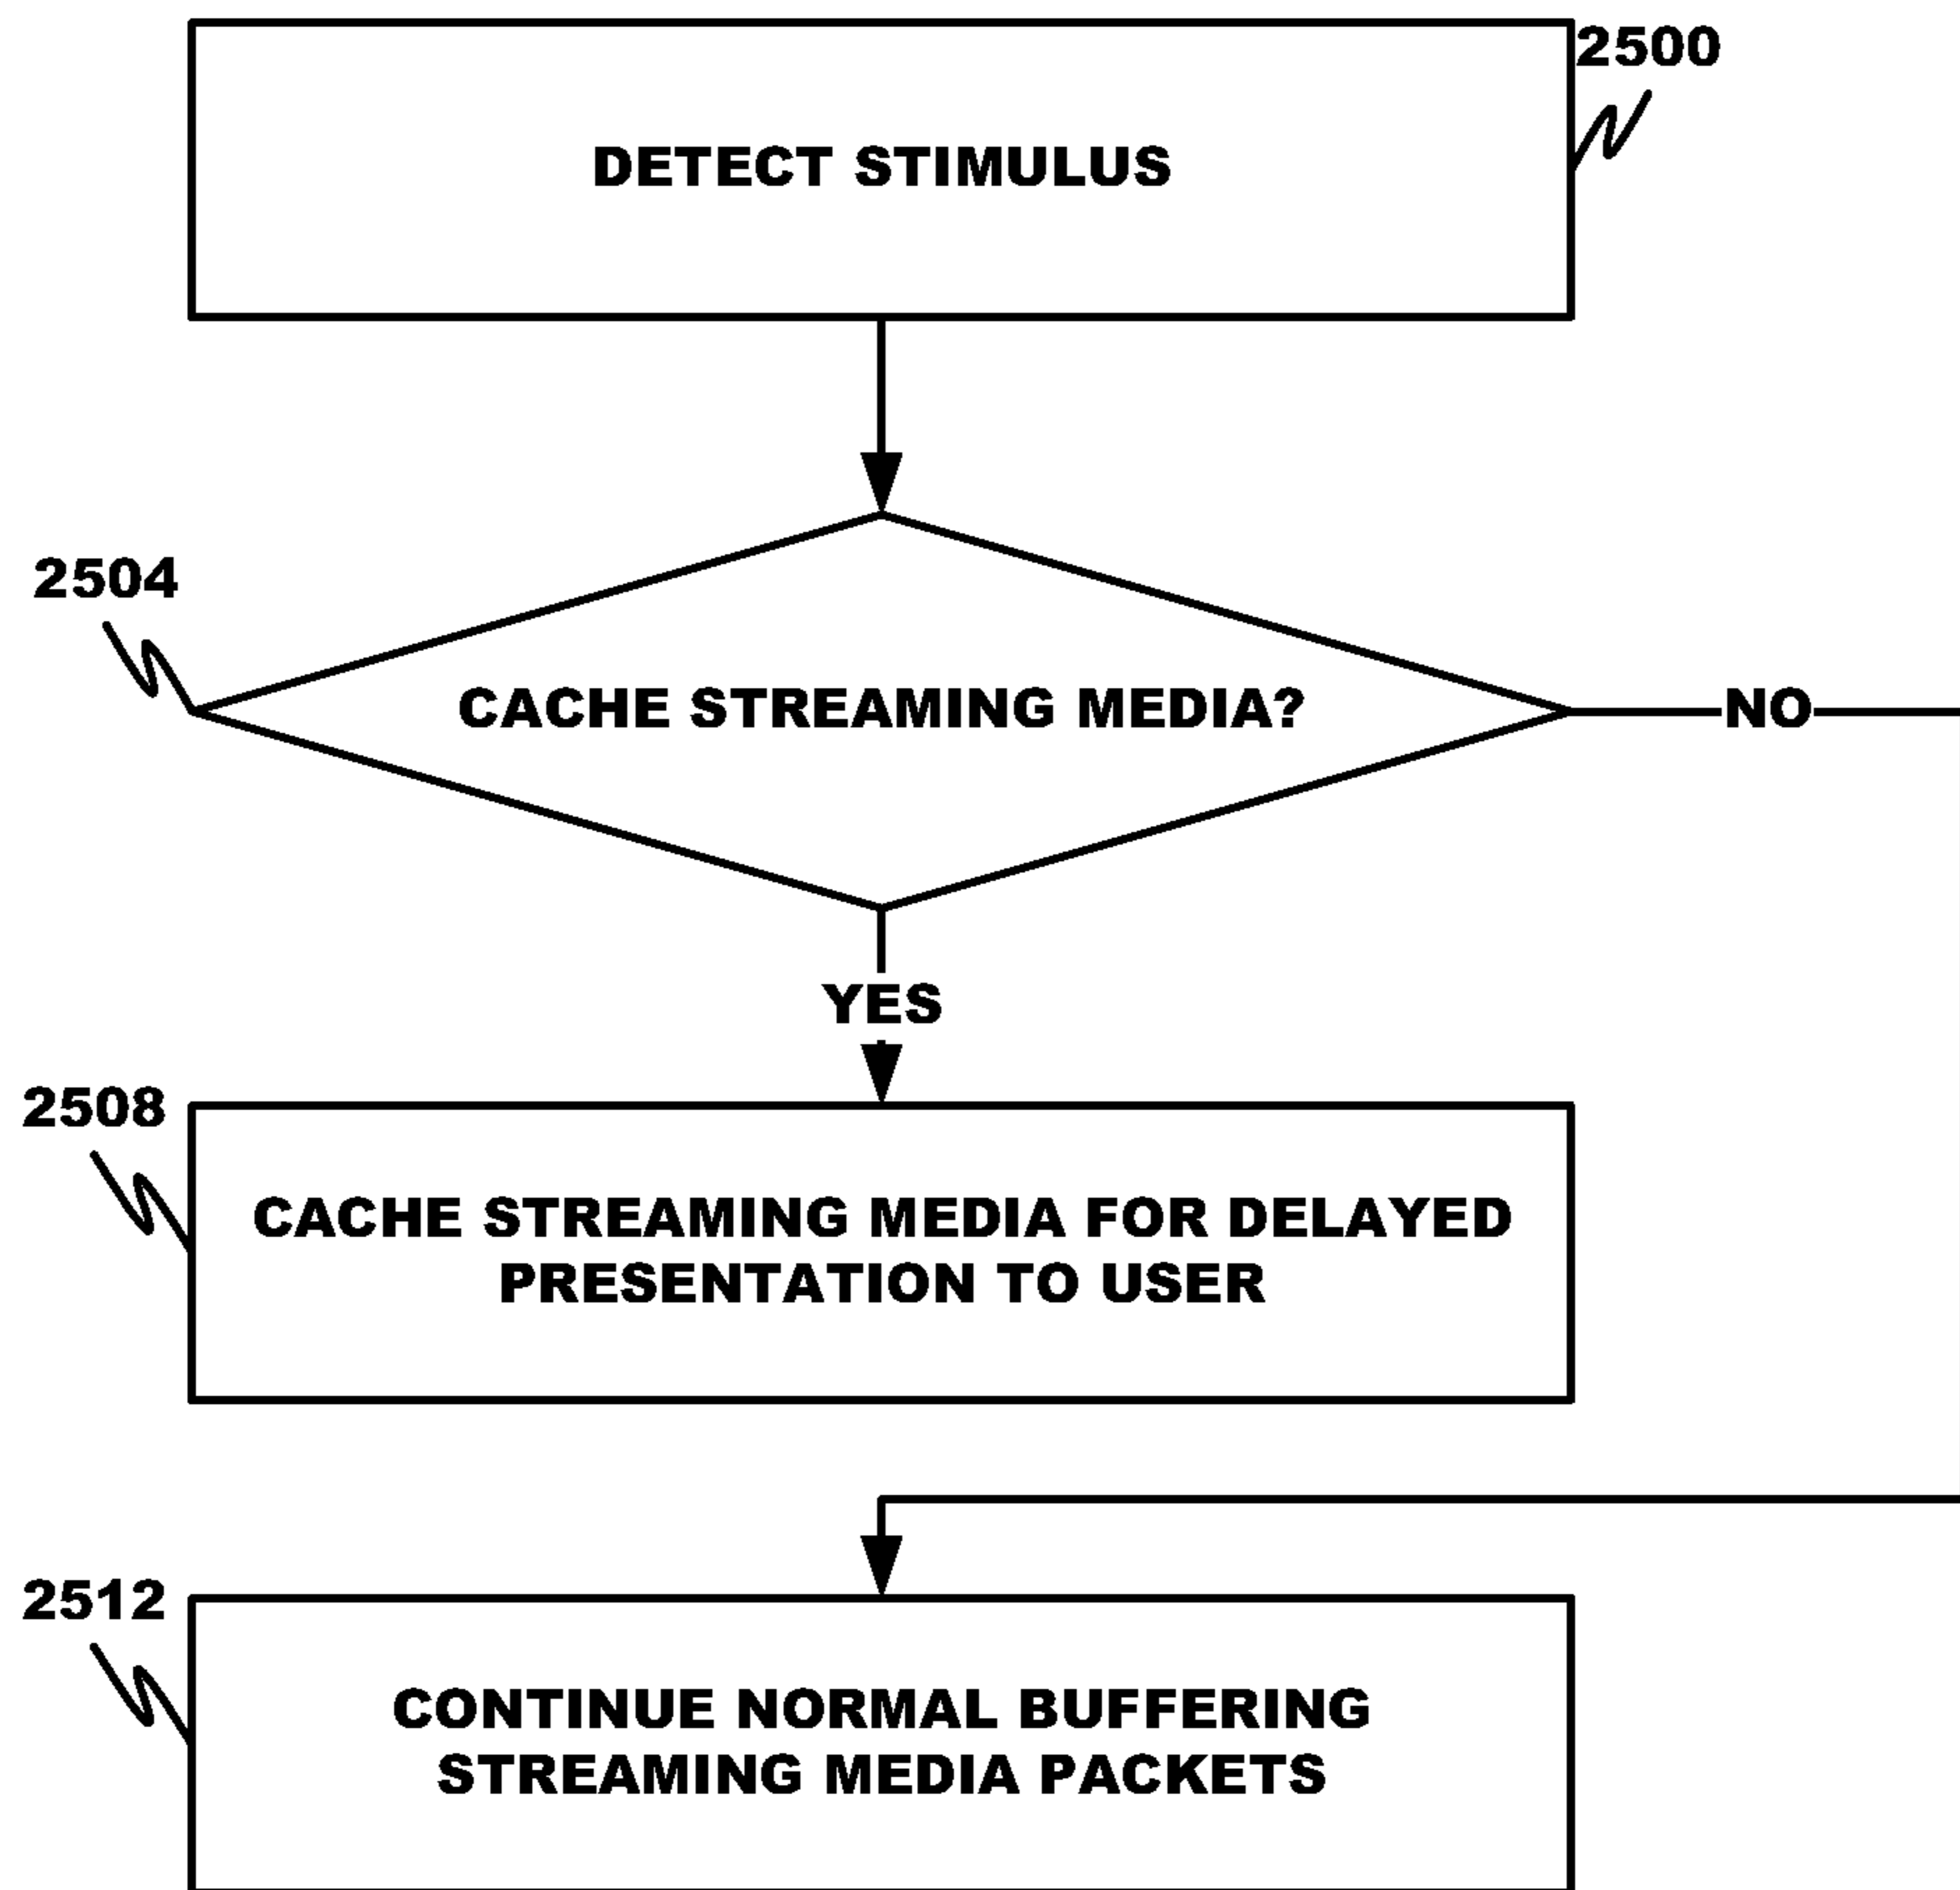 2500
DETECT STIMULUS
2504
CACHE STREAMING MEDIA?
NO
YES
2508
CACHE STREAMING MEDIA FOR DELAYED
PRESENTATION TO USER
2512
CONTINUE NORMAL BUFFERING
STREAMING MEDIA PACKETS